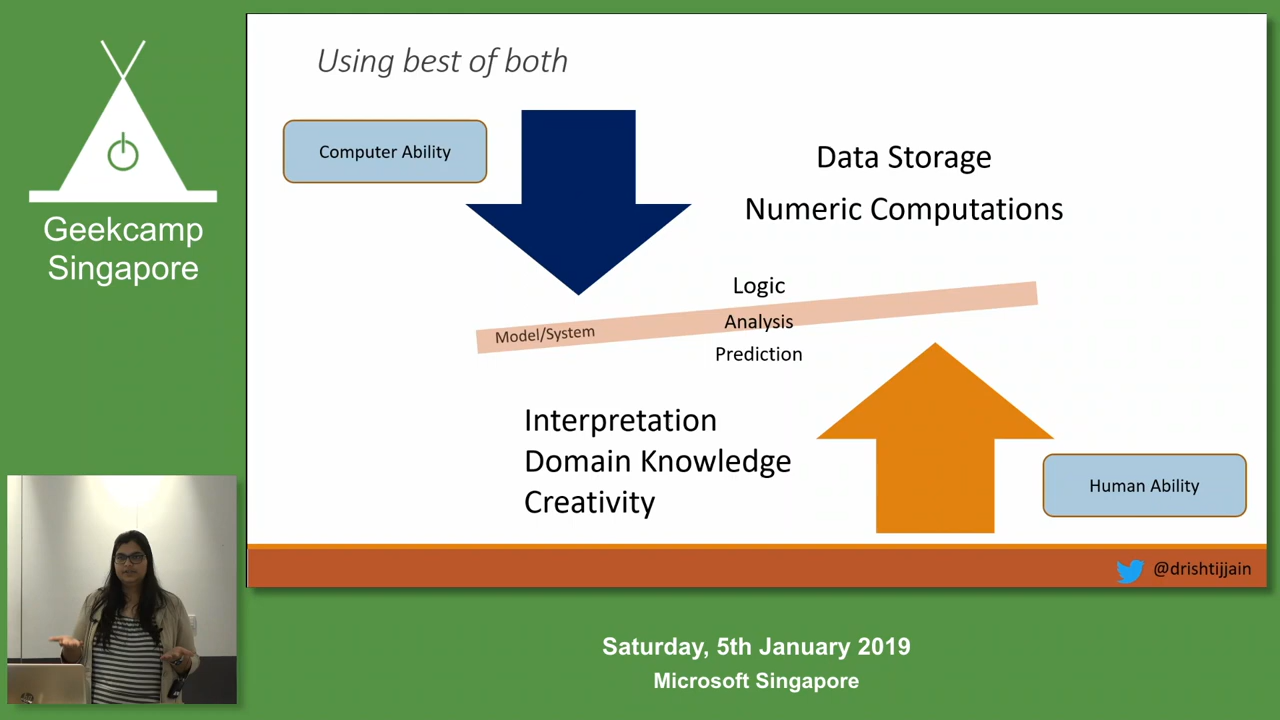 Geekcamp
Singapore
Using best of both
Computer Ability
Data Storage
Numeric Computations
Logic
Model/System
Analysis
Prediction
Interpretation
Domain Knowledge
Creativity
Human Ability
@drishtijjain
Saturday, 5th January 2019
Microsoft Singapore